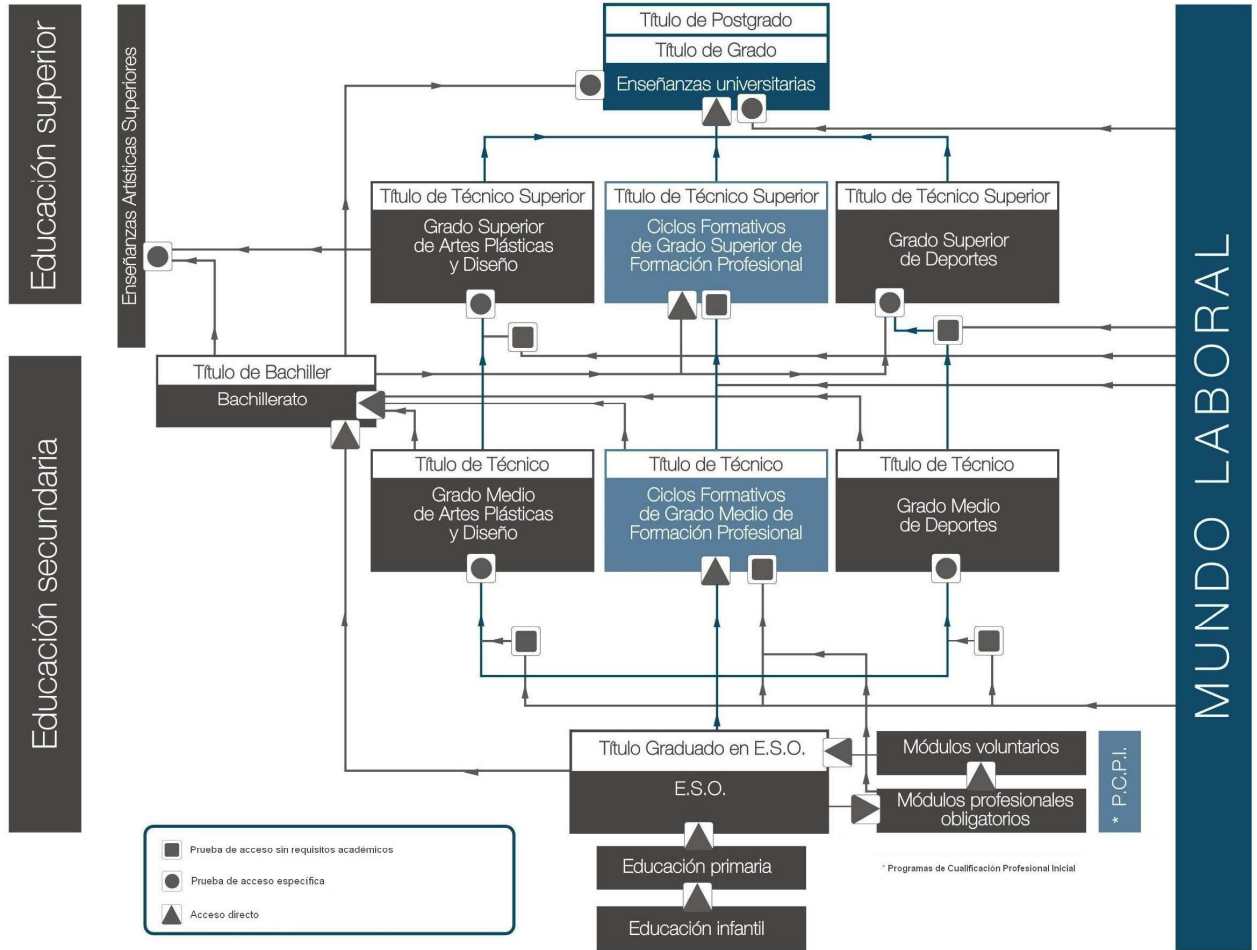 Título de Postgrado
Título de Grado
Enseñanzas universitarias
Educación superior
Enseñanzas Artísticas Superiores
Título de Técnico Superior
Grado Superior
de Artes Plásticas
y Diseño
Título de Técnico Superior
Ciclos Formativos
de Grado Superior de
Formación Profesional
Título de Técnico Superior
Grado Superior
de Deportes
MUNDO LABORAL
Educación secundaria
Título de Bachiller
Bachillerato
Título de Técnico
Grado Medio
de Artes Plásticas
y Diseño
Título de Técnico
Ciclos Formativos
de Grado Medio de
Formación Profesional
Título de Técnico
Grado Medio
de Deportes
Título Graduado en E.S.O.
E.S.O.
Módulos voluntarios
Módulos profesionales
obligatorios
* P.C.P.I.
Educación primaria
Educación infantil
* Programas de Cualificación Profesional Inicial
Prueba de acceso sin requisitos académicos
Prueba de acceso específica
Acceso directo